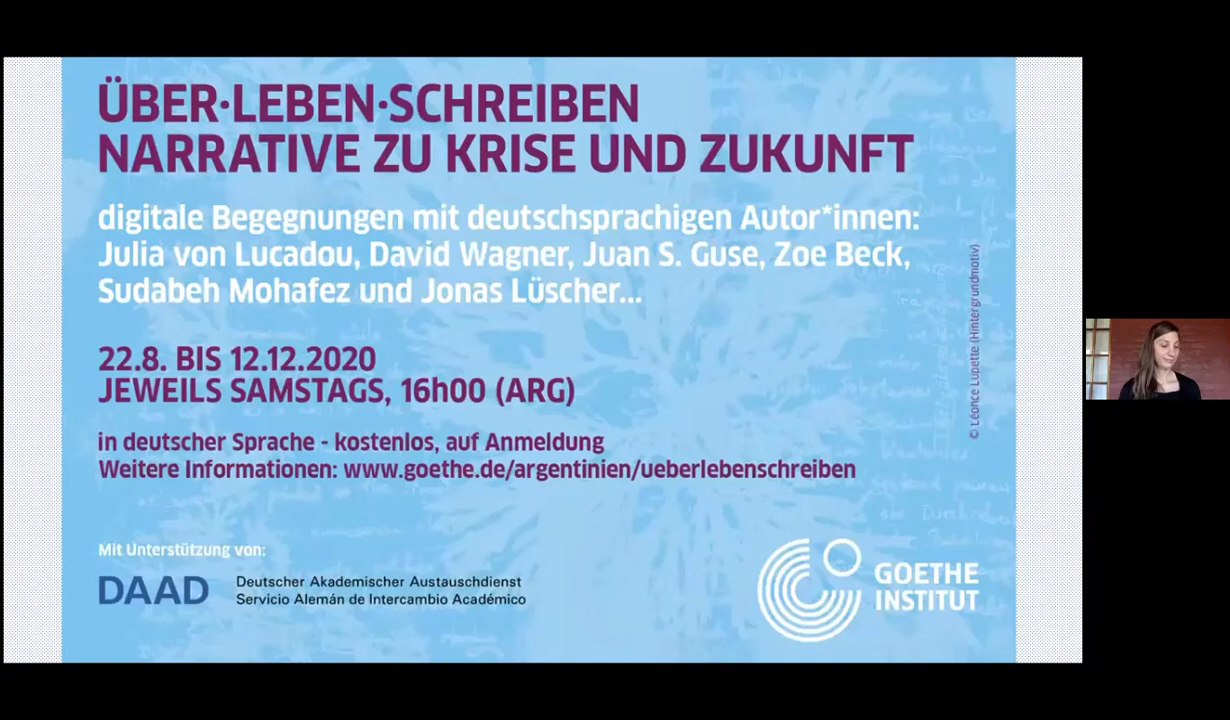 ÜBER·LEBEN·SCHREIBEN
NARRATIVE ZU KRISE UND ZUKUNFT
digitale Begegnungen mit deutschsprachigen Autor*innen:
Julia von Lucadou, David Wagner, Juan S. Guse, Zoe Beck,
Sudabeh Mohafez und Jonas Lüscher...
22.8. BIS 12.12.2020
JEWEILS SAMSTAGS, 16h00 (ARG)
in deutscher Sprache - kostenlos, auf Anmeldung
Weitere Informationen: www.goethe.de/argentinien/ueberlebenschreiben
© Léonce Lupette (Hintergrundmotiv)
Mit Unterstützung von:
DAAD
Deutscher Akademischer Austauschdienst
Servicio Alemán de Intercambio Académico
GOETHE
INSTITUT